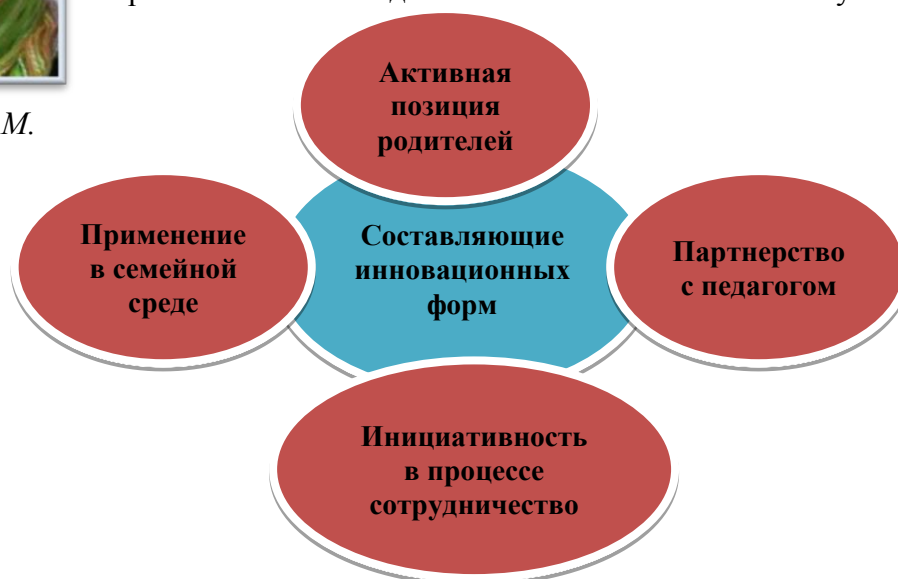 М.
Активная
позиция
родителей
Применение
в семейной
среде
Составляющие
инновационных
форм
Партнерство
с педагогом
Инициативность
в процессе
сотрудничество